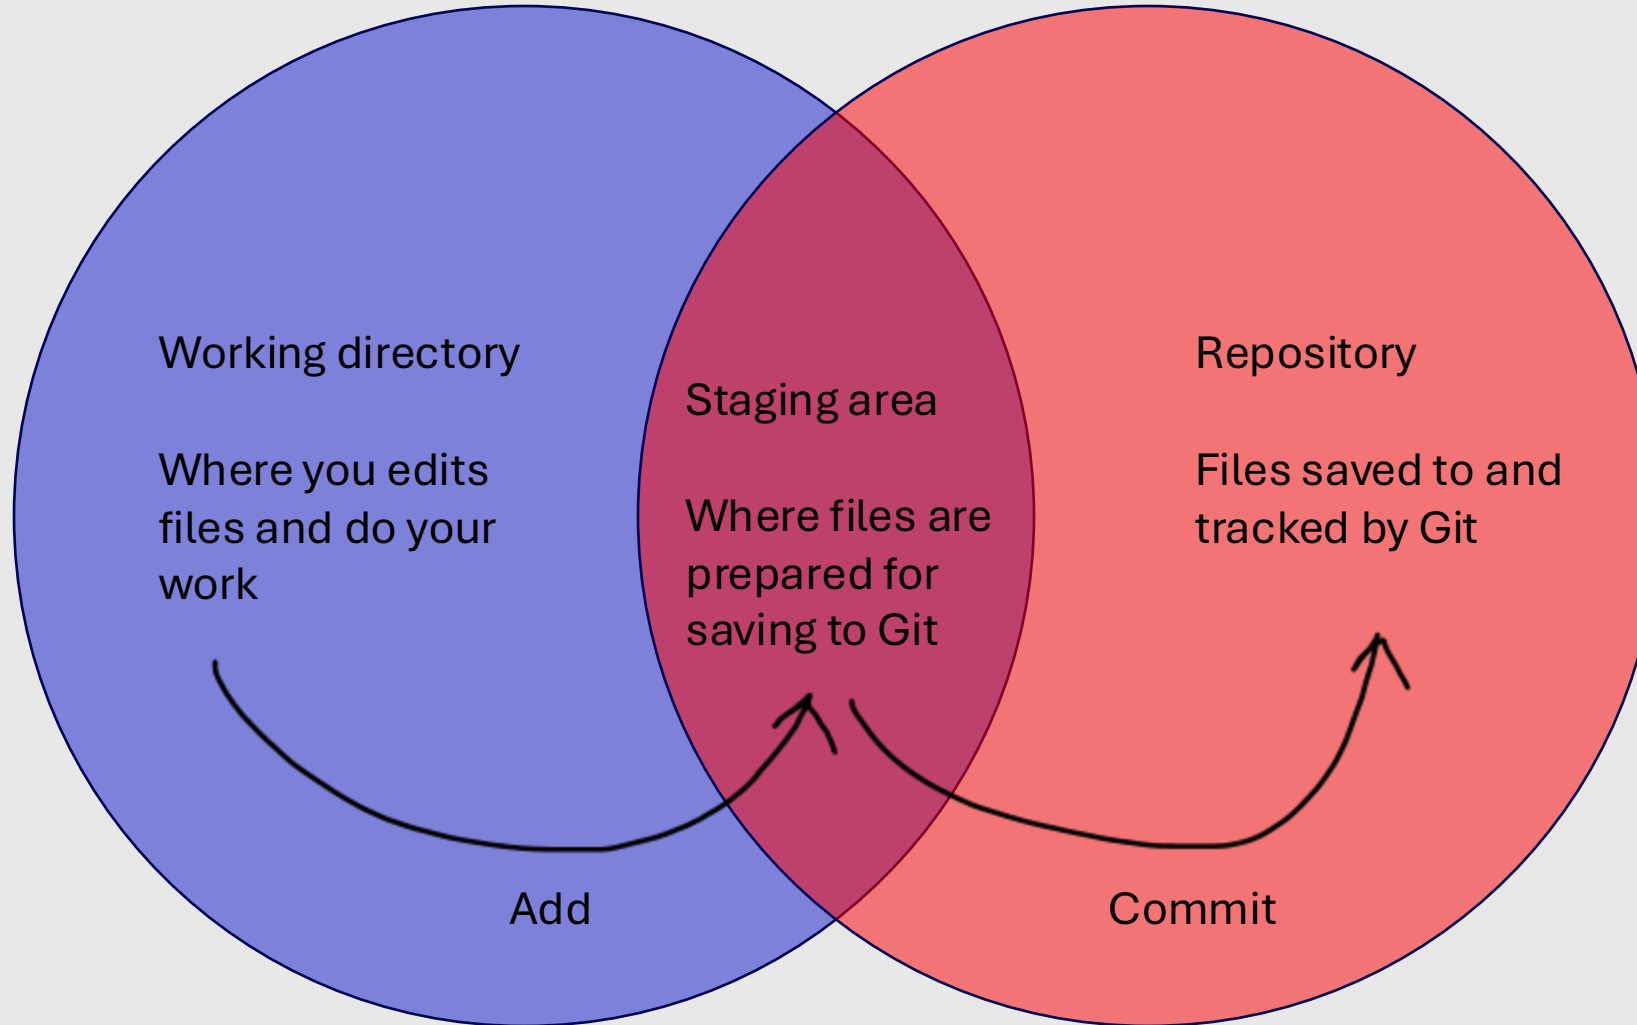 Working directory
Where you edits
files and do your
work
Staging area
Where files are
prepared for
saving to Git
Repository
Files saved to and
tracked by Git
Add
Commit